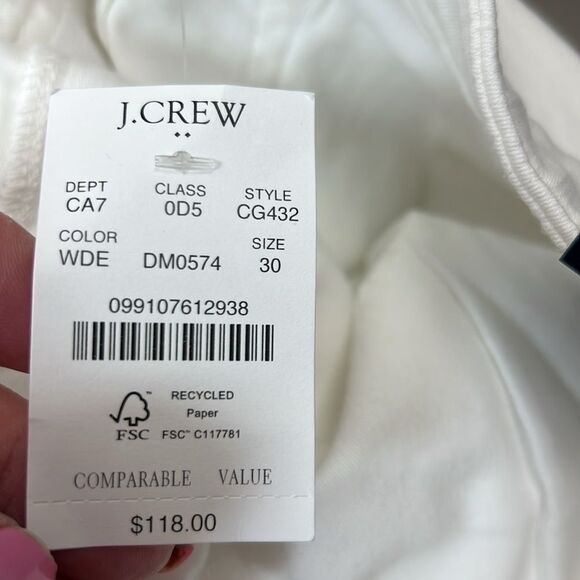 J.CREW
DEPT CLASS STYLE
CA7 0D5 CG432
COLOR SIZE
WDE DM0574 30
099107612938
RECYCLED
Paper
FSC FSC™ C117781
COMPARABLE VALUE
$118.00